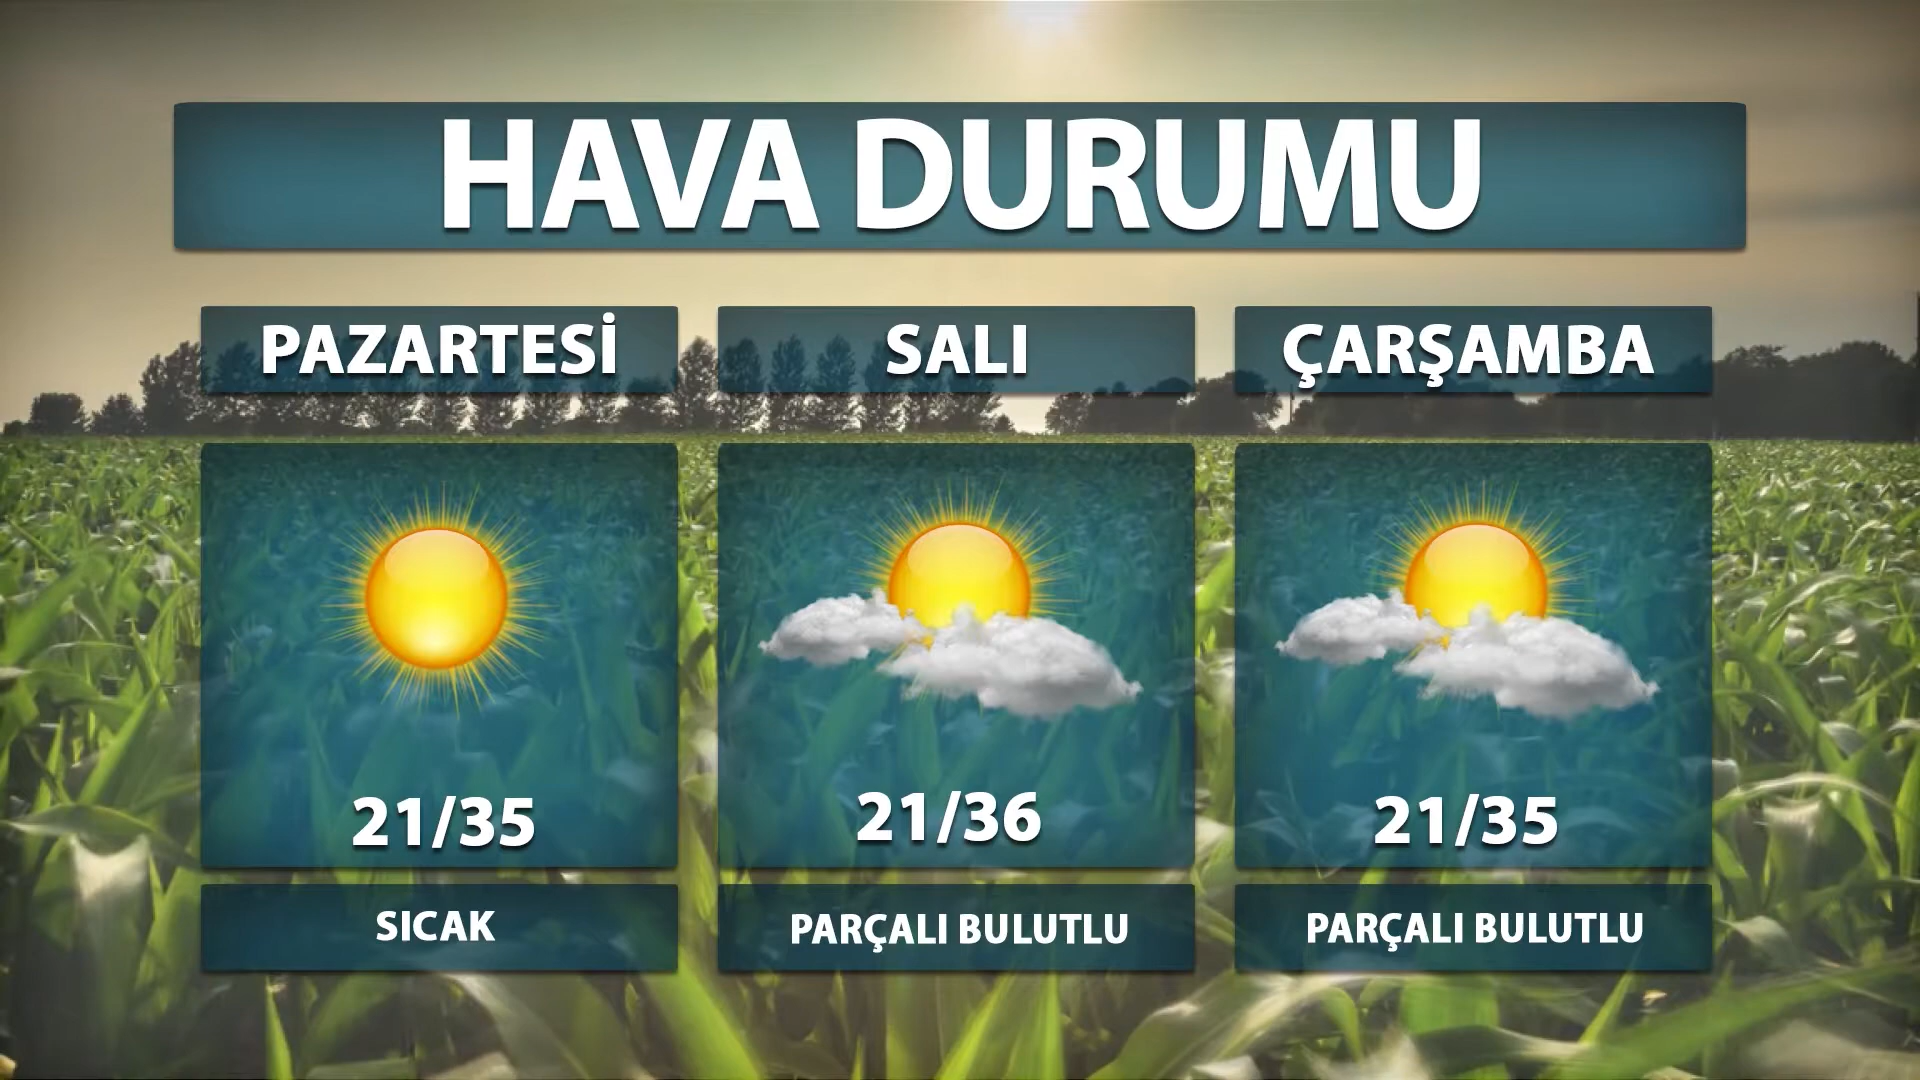 HAVA DURUMU
PAZARTESİ
SALI
ÇARŞAMBA
21/35
21/36
21/35
SICAK
PARÇALI BULUTLU
PARÇALI BULUTLU